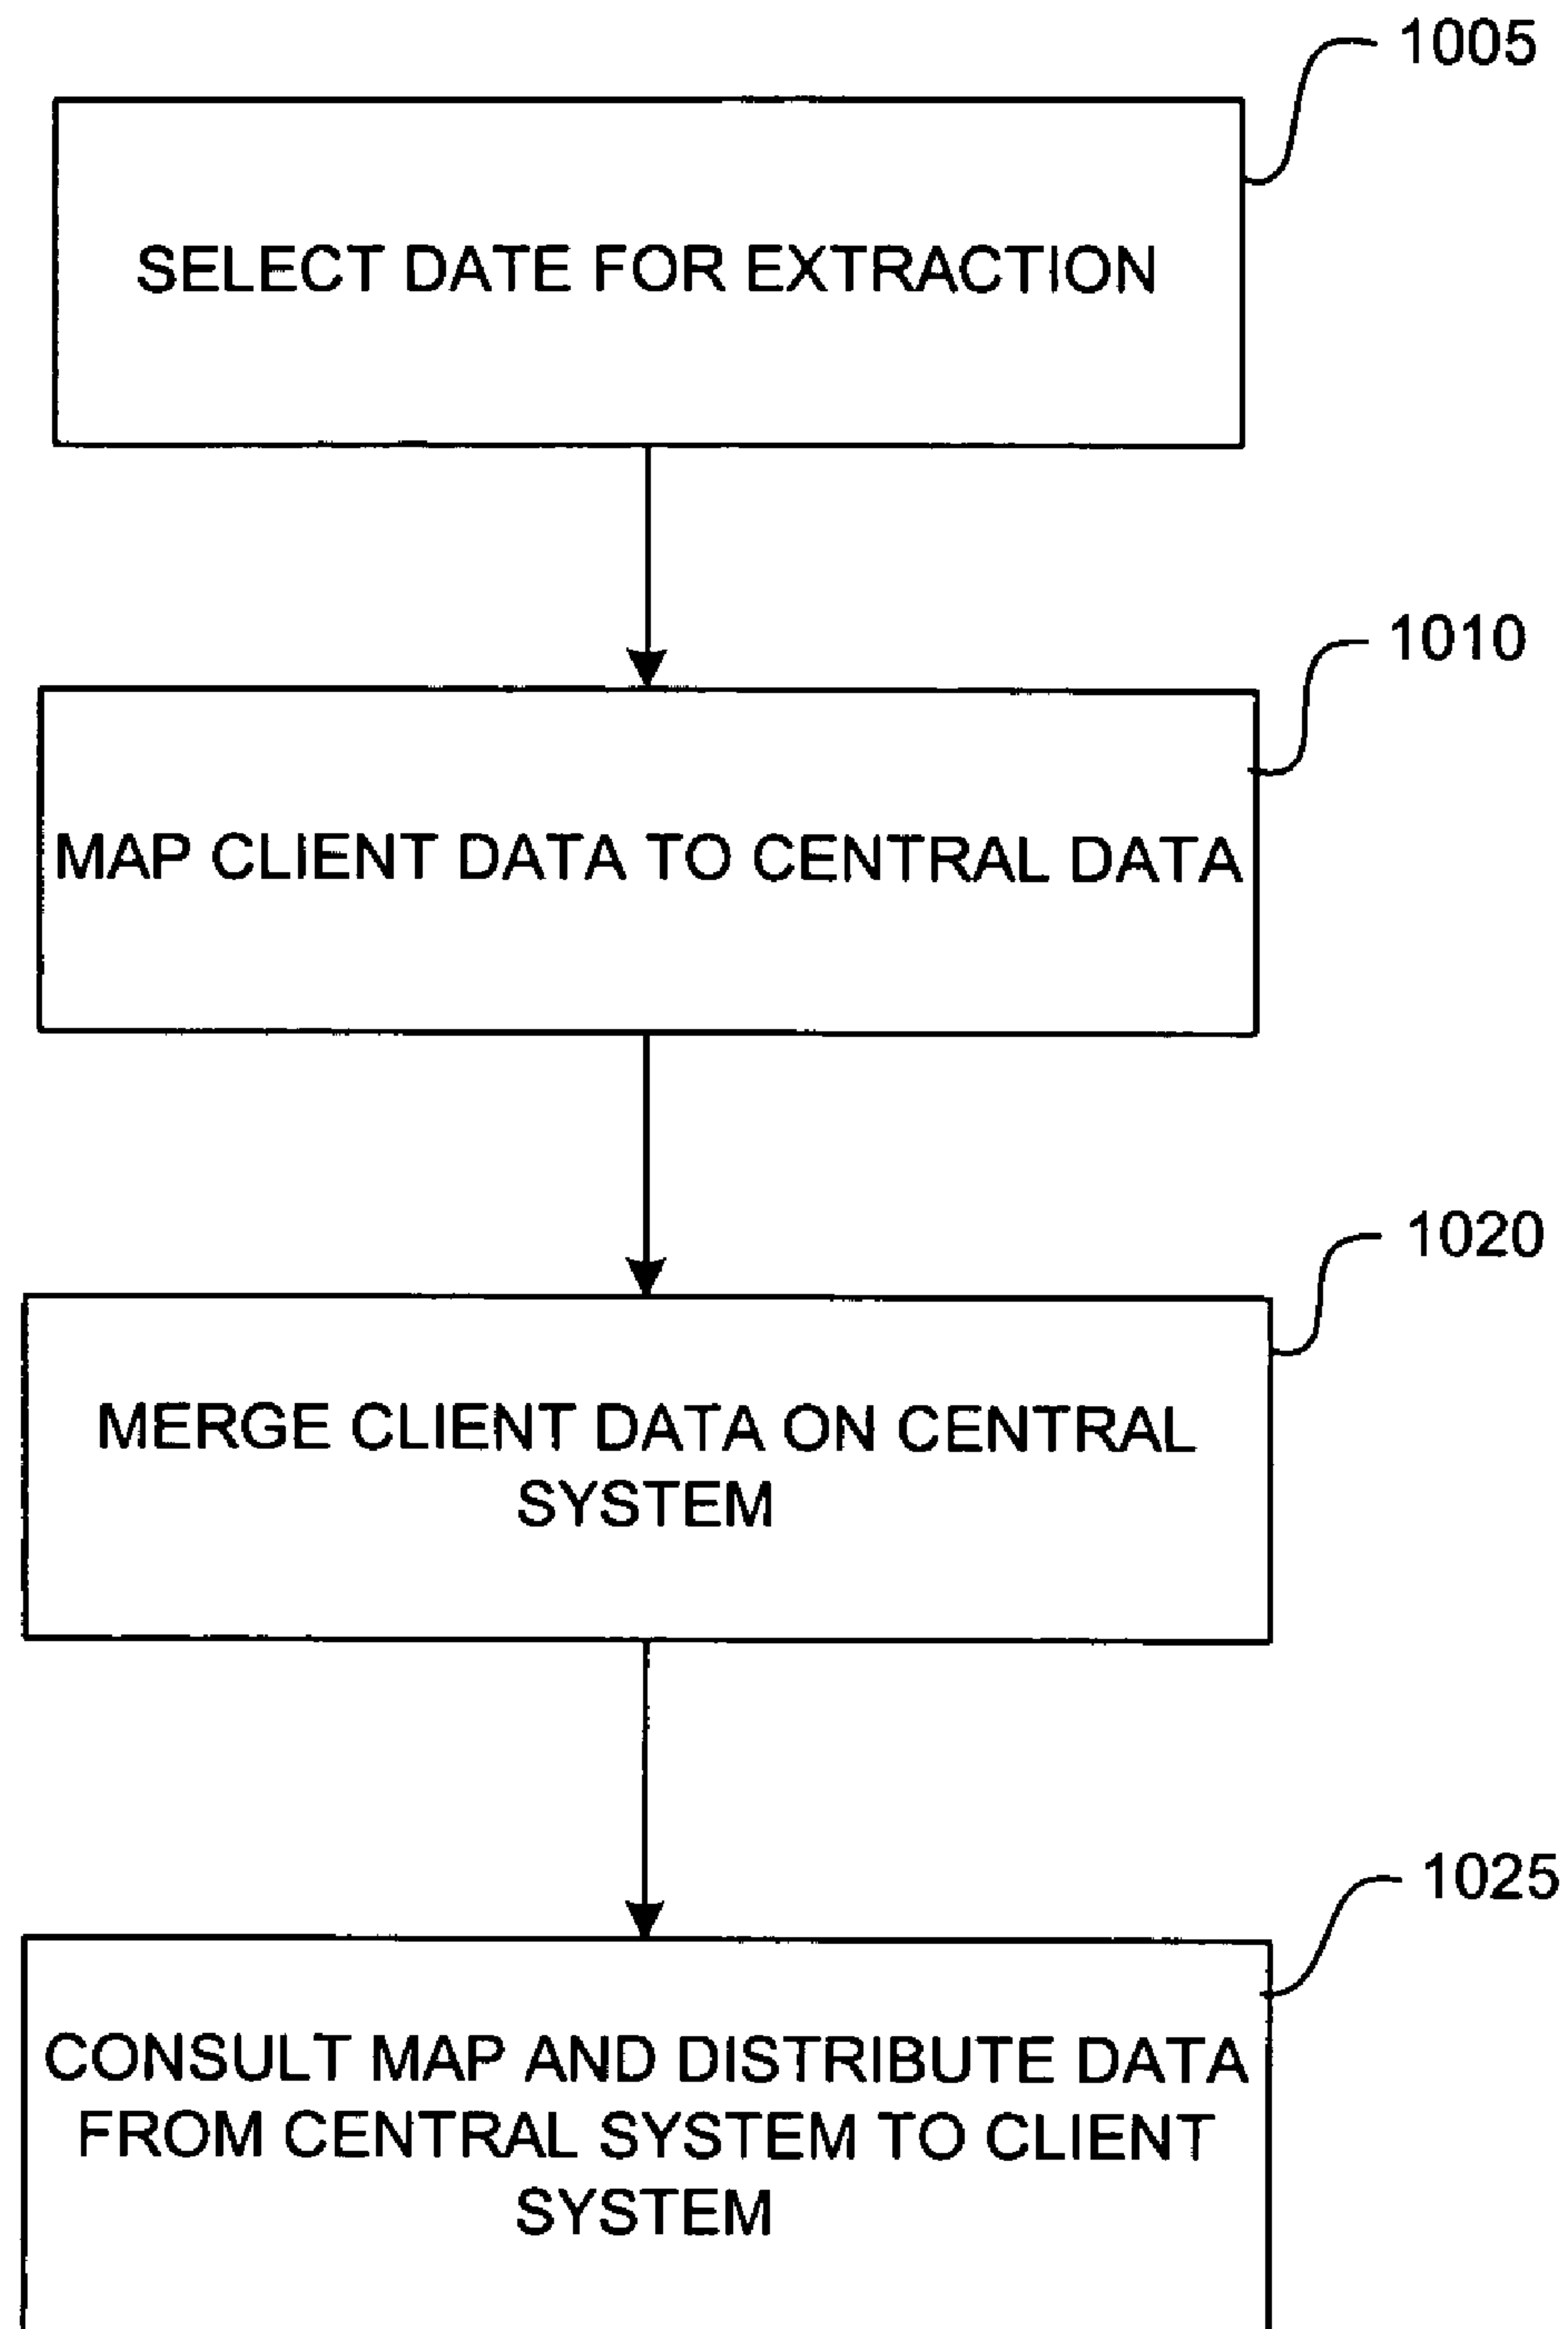 1005
SELECT DATE FOR EXTRACTION
1010
MAP CLIENT DATA TO CENTRAL DATA
1020
MERGE CLIENT DATA ON CENTRAL
SYSTEM
1025
CONSULT MAP AND DISTRIBUTE DATA
FROM CENTRAL SYSTEM TO CLIENT
SYSTEM